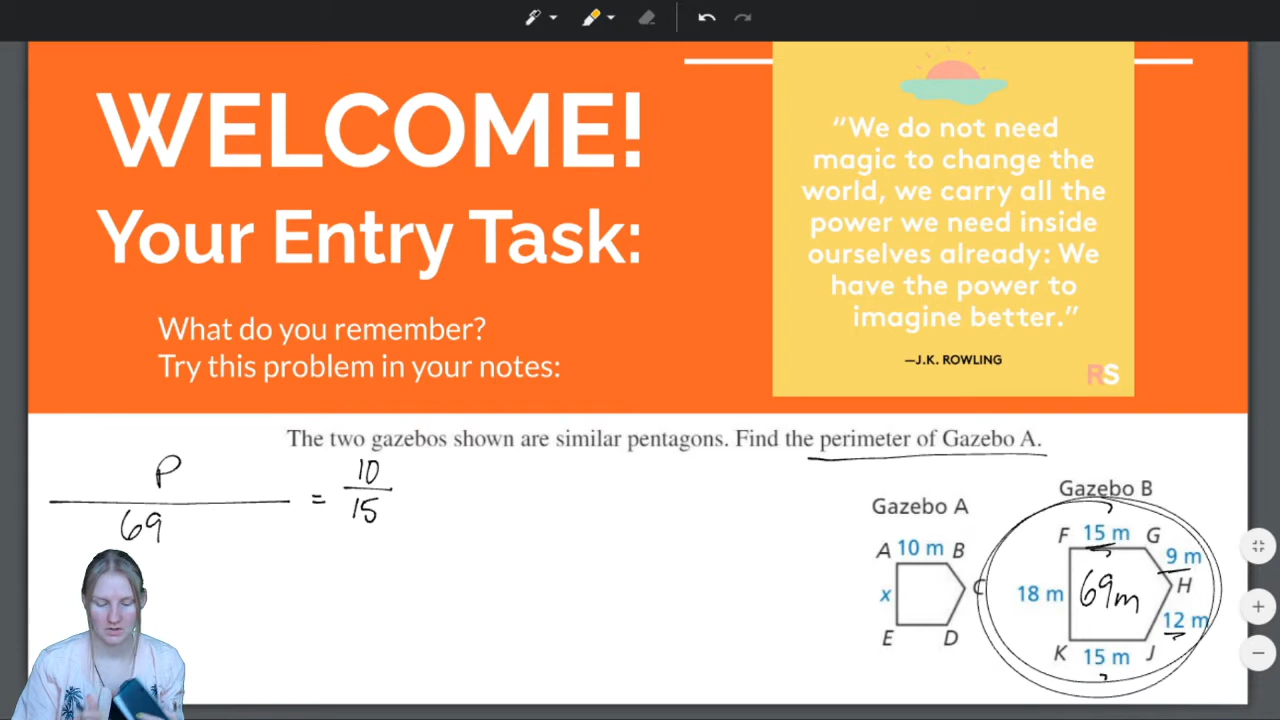 WELCOME!
Your Entry Task:
What do you remember?
Try this problem in your notes:
“We do not need
magic to change the
world, we carry all the
power we need inside
ourselves already: We
have the power to
imagine better.”
—J.K. ROWLING
RS
The two gazebos shown are similar pentagons. Find the perimeter of Gazebo A.
P
69
=
10
15
Gazebo A
A 10 m B
x
C
E D
Gazebo B
F 15 m G
9 m
18 m
69m
H
12 m
K 15 m J